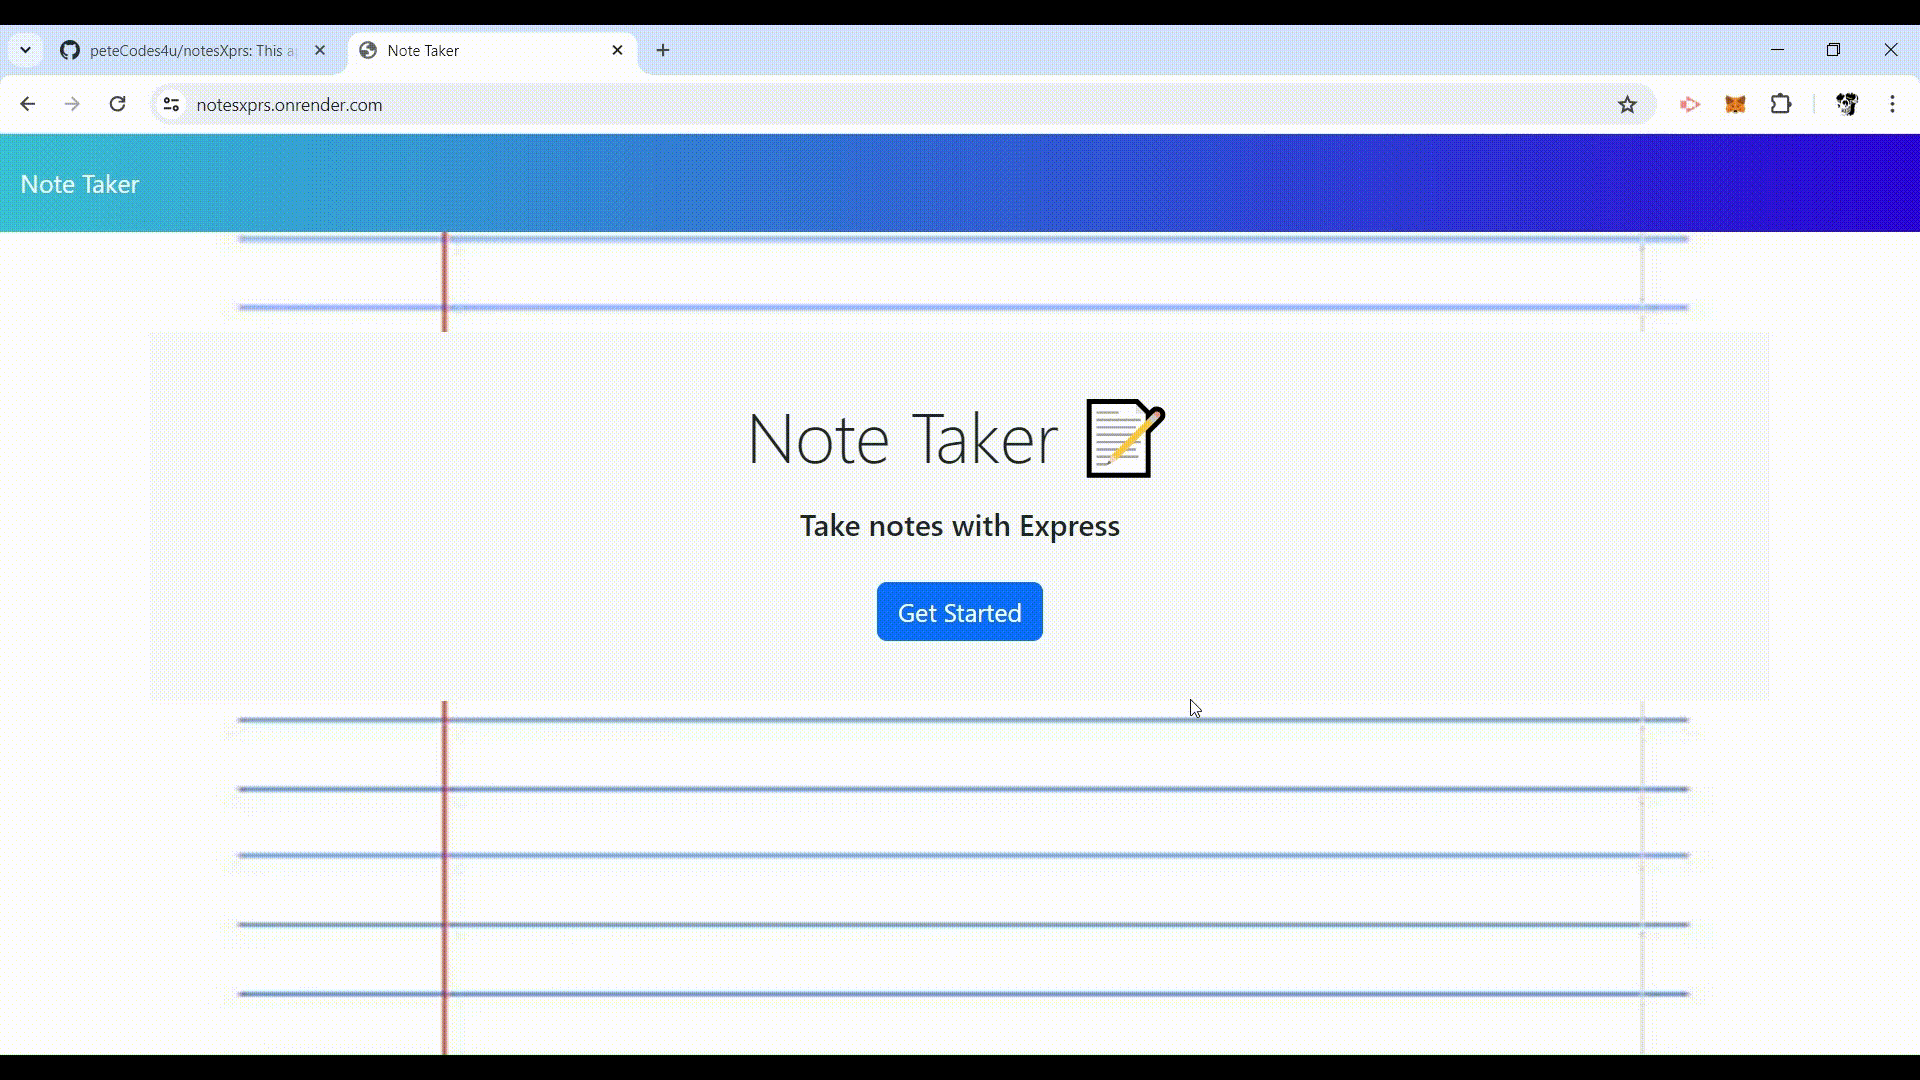 peteCodes4u/notesXprs: This a
Note Taker
notesxprs.onrender.com
Note Taker
Note Taker
Take notes with Express
Get Started